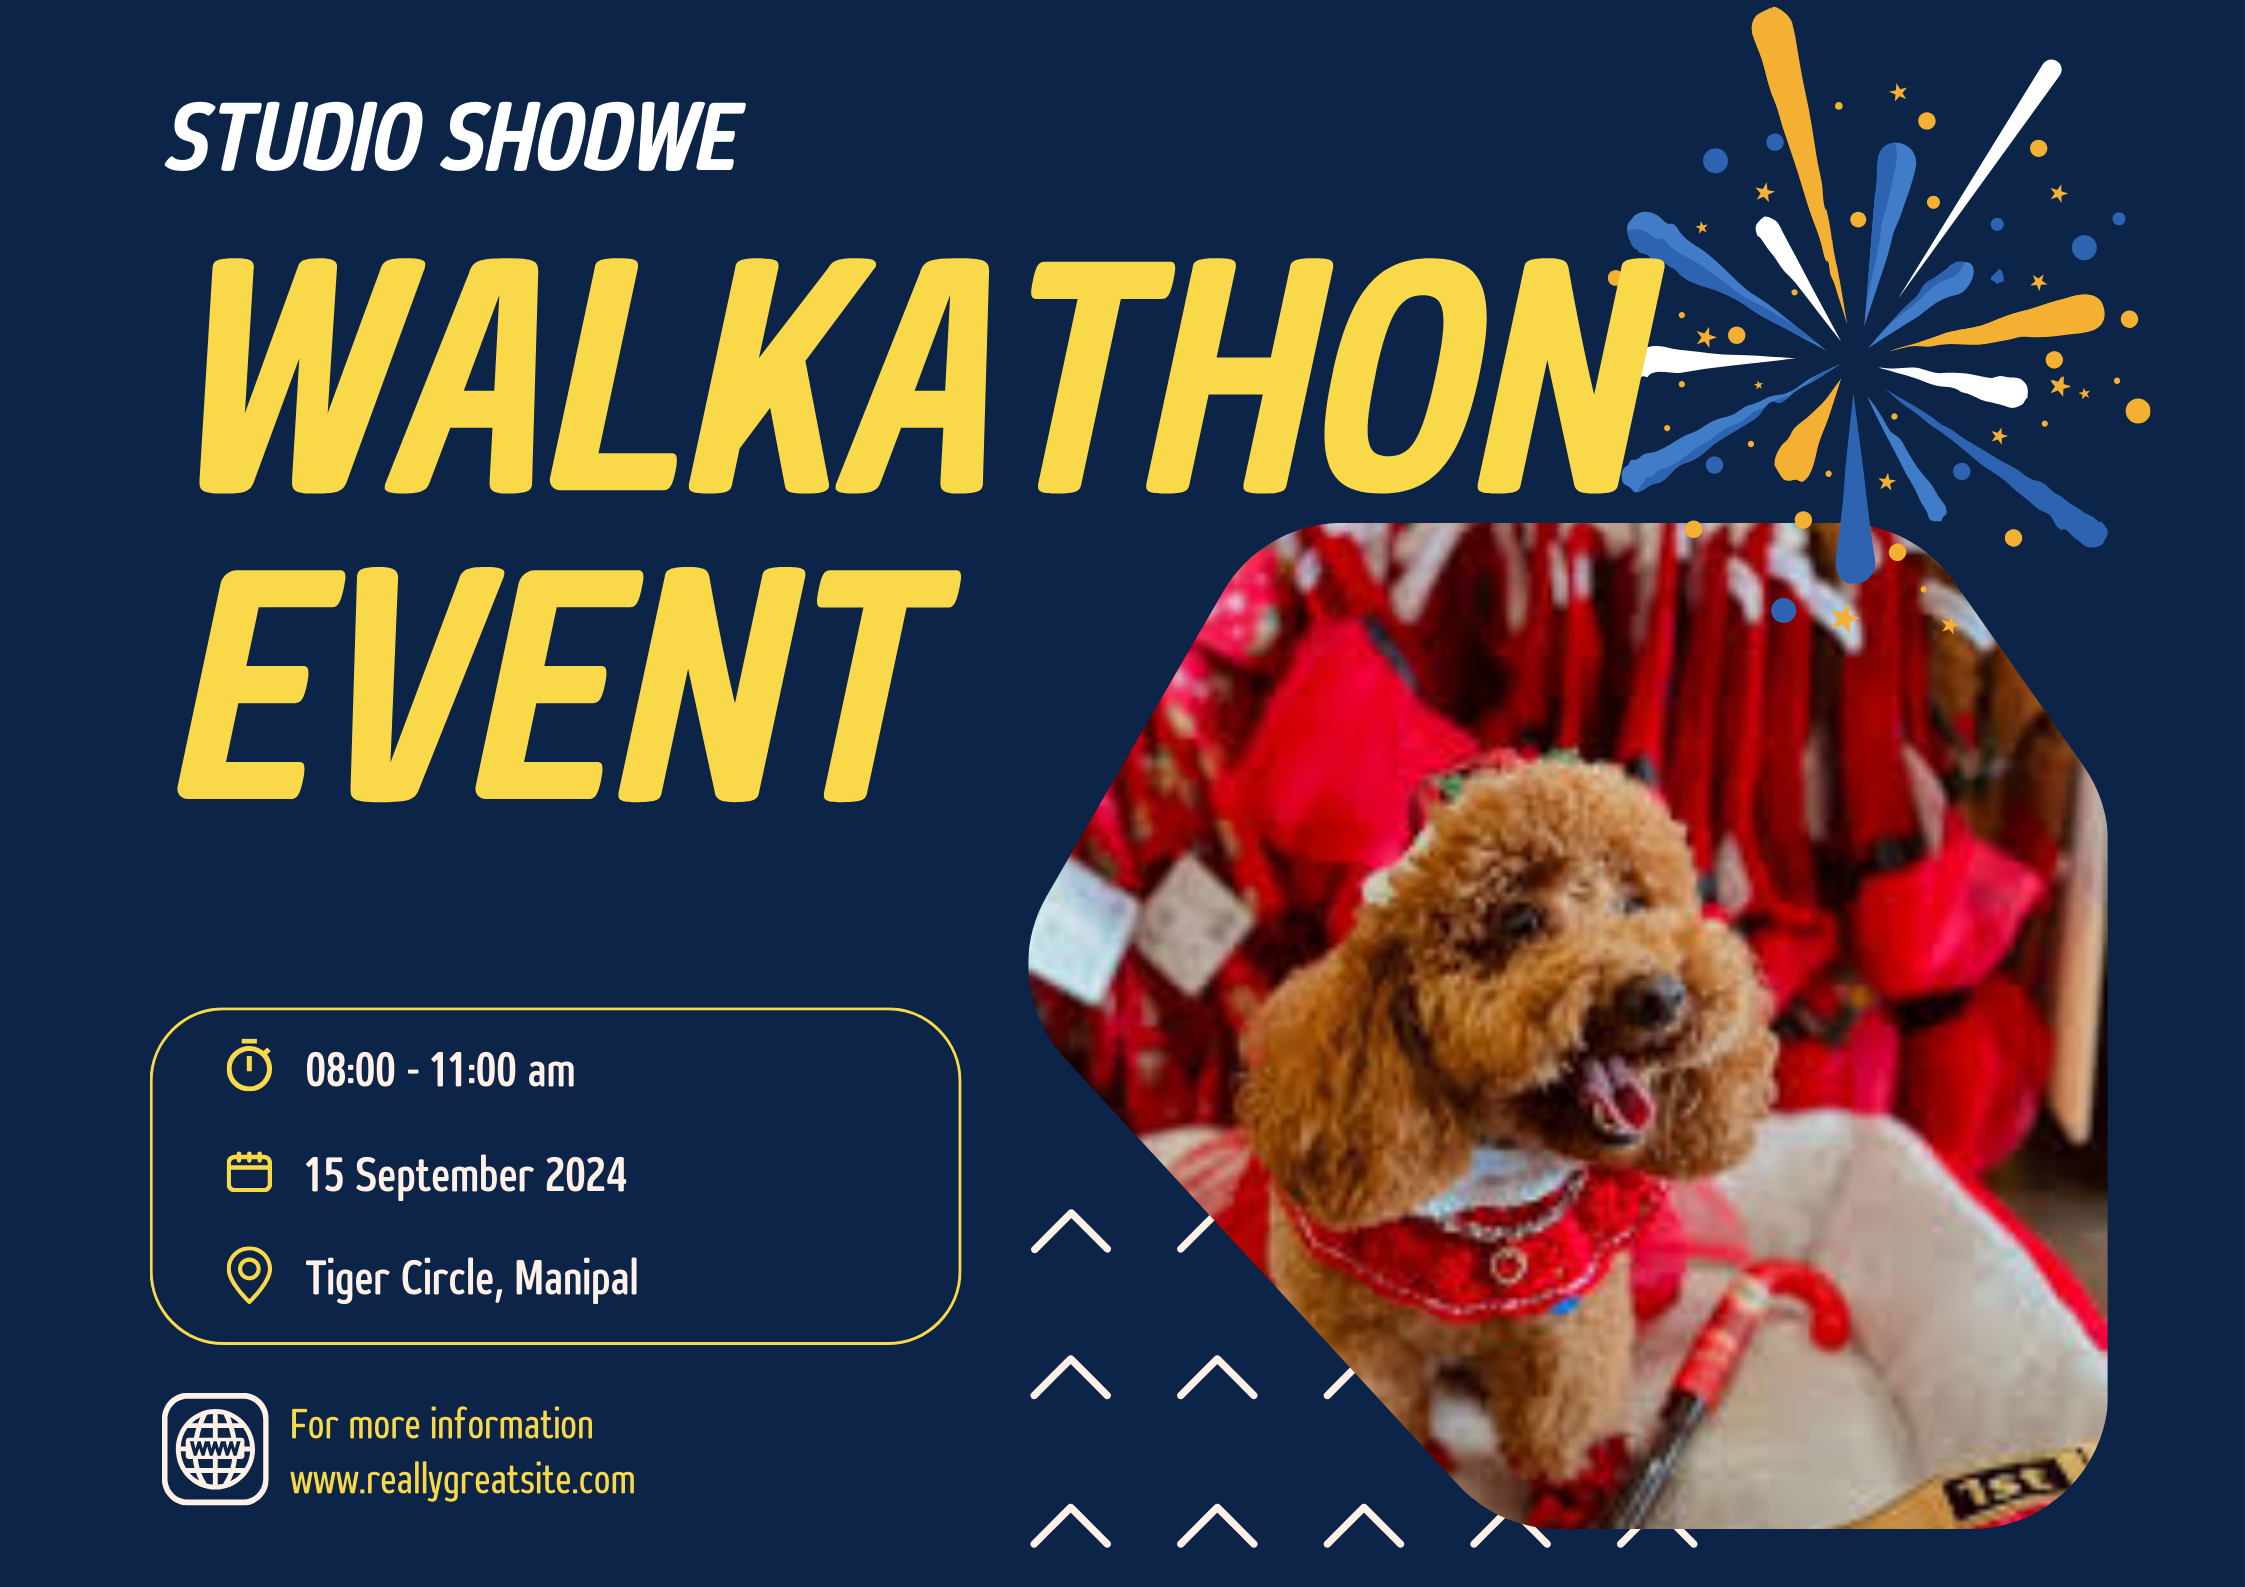 STUDIO SHODWE
WALKATHON
EVENT
08:00 - 11:00 am
15 September 2024
Tiger Circle, Manipal
www
For more information
www.reallygreatsite.com
1st